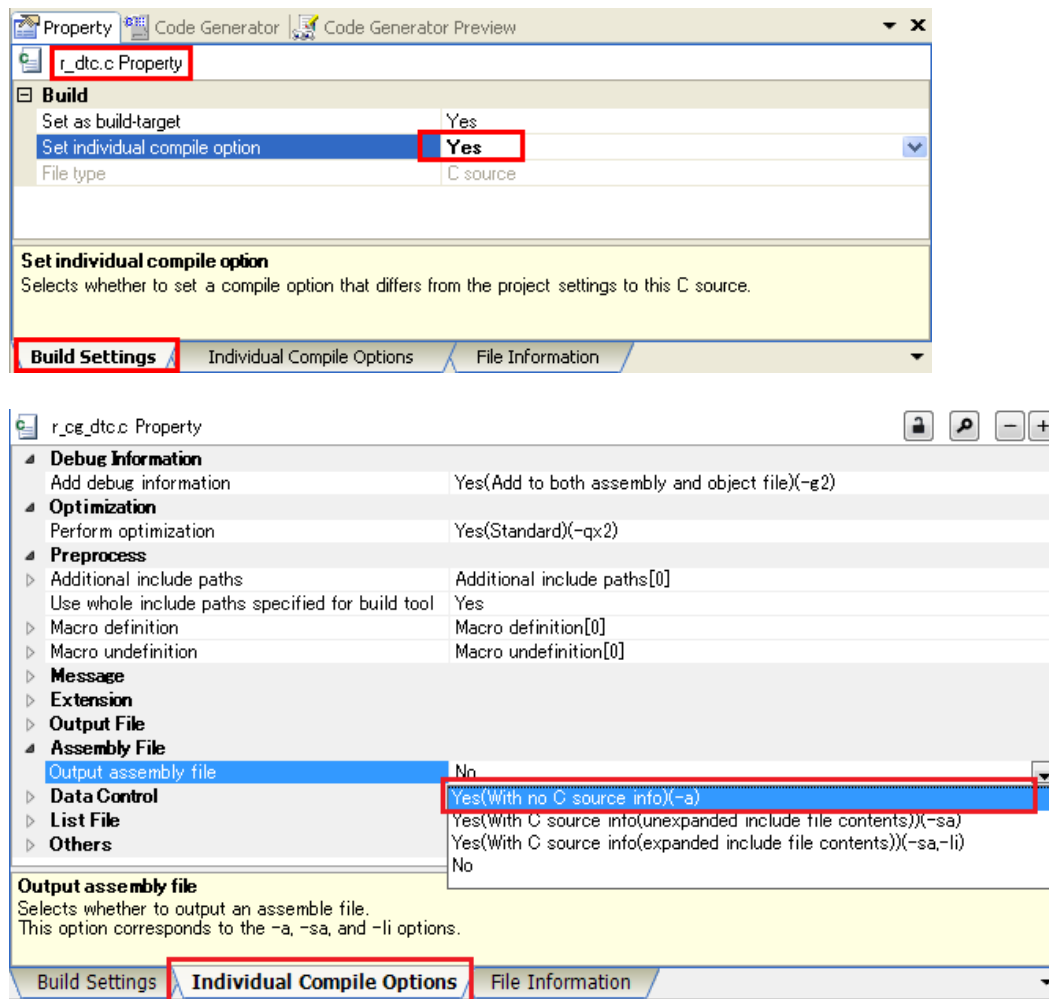 Property Code Generator Code Generator Preview
r_dtc.c Property
Build
Set as build-target Yes
Set individual compile option Yes
File type C source
Set individual compile option
Selects whether to set a compile option that differs from the project settings to this C source.
Build Settings Individual Compile Options File Information
r_cg_dtc.c Property
Debug Information
Add debug information Yes(Add to both assembly and object file)(-g2)
Optimization
Perform optimization Yes(Standard)(-qx2)
Preprocess
Additional include paths Additional include paths[0]
Use whole include paths specified for build tool Yes
Macro definition Macro definition[0]
Macro undefinition Macro undefinition[0]
Message
Extension
Output File
Assembly File
Output assembly file No
Data Control Yes(With no C source info)(-a)
List File Yes(With C source info(unexpanded include file contents))(-sa)
Others Yes(With C source info(expanded include file contents))(-sa,-li)
No
Output assemble file
Selects whether to output an assemble file.
This option corresponds to the -a, -sa, and -li options.
Build Settings Individual Compile Options File Information